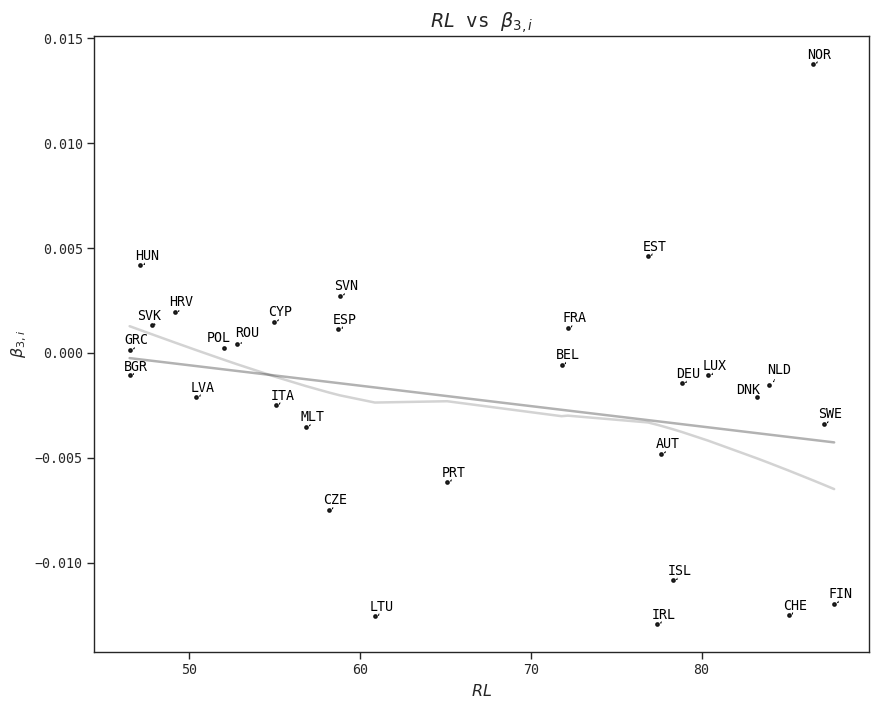 RL vs β3,i
0.015
NOR
0.010
0.005
HUN
EST
SVN
HRV
CYP
SVK
ESP
FRA
POL
ROU
GRC
0.000
β3,i
BEL
BGR
LUX
NLD
DEU
LVA
DNK
ITA
MLT
SWE
AUT
−0.005
PRT
CZE
−0.010
ISL
LTU
IRL
CHE
FIN
50
60
70
80
RL